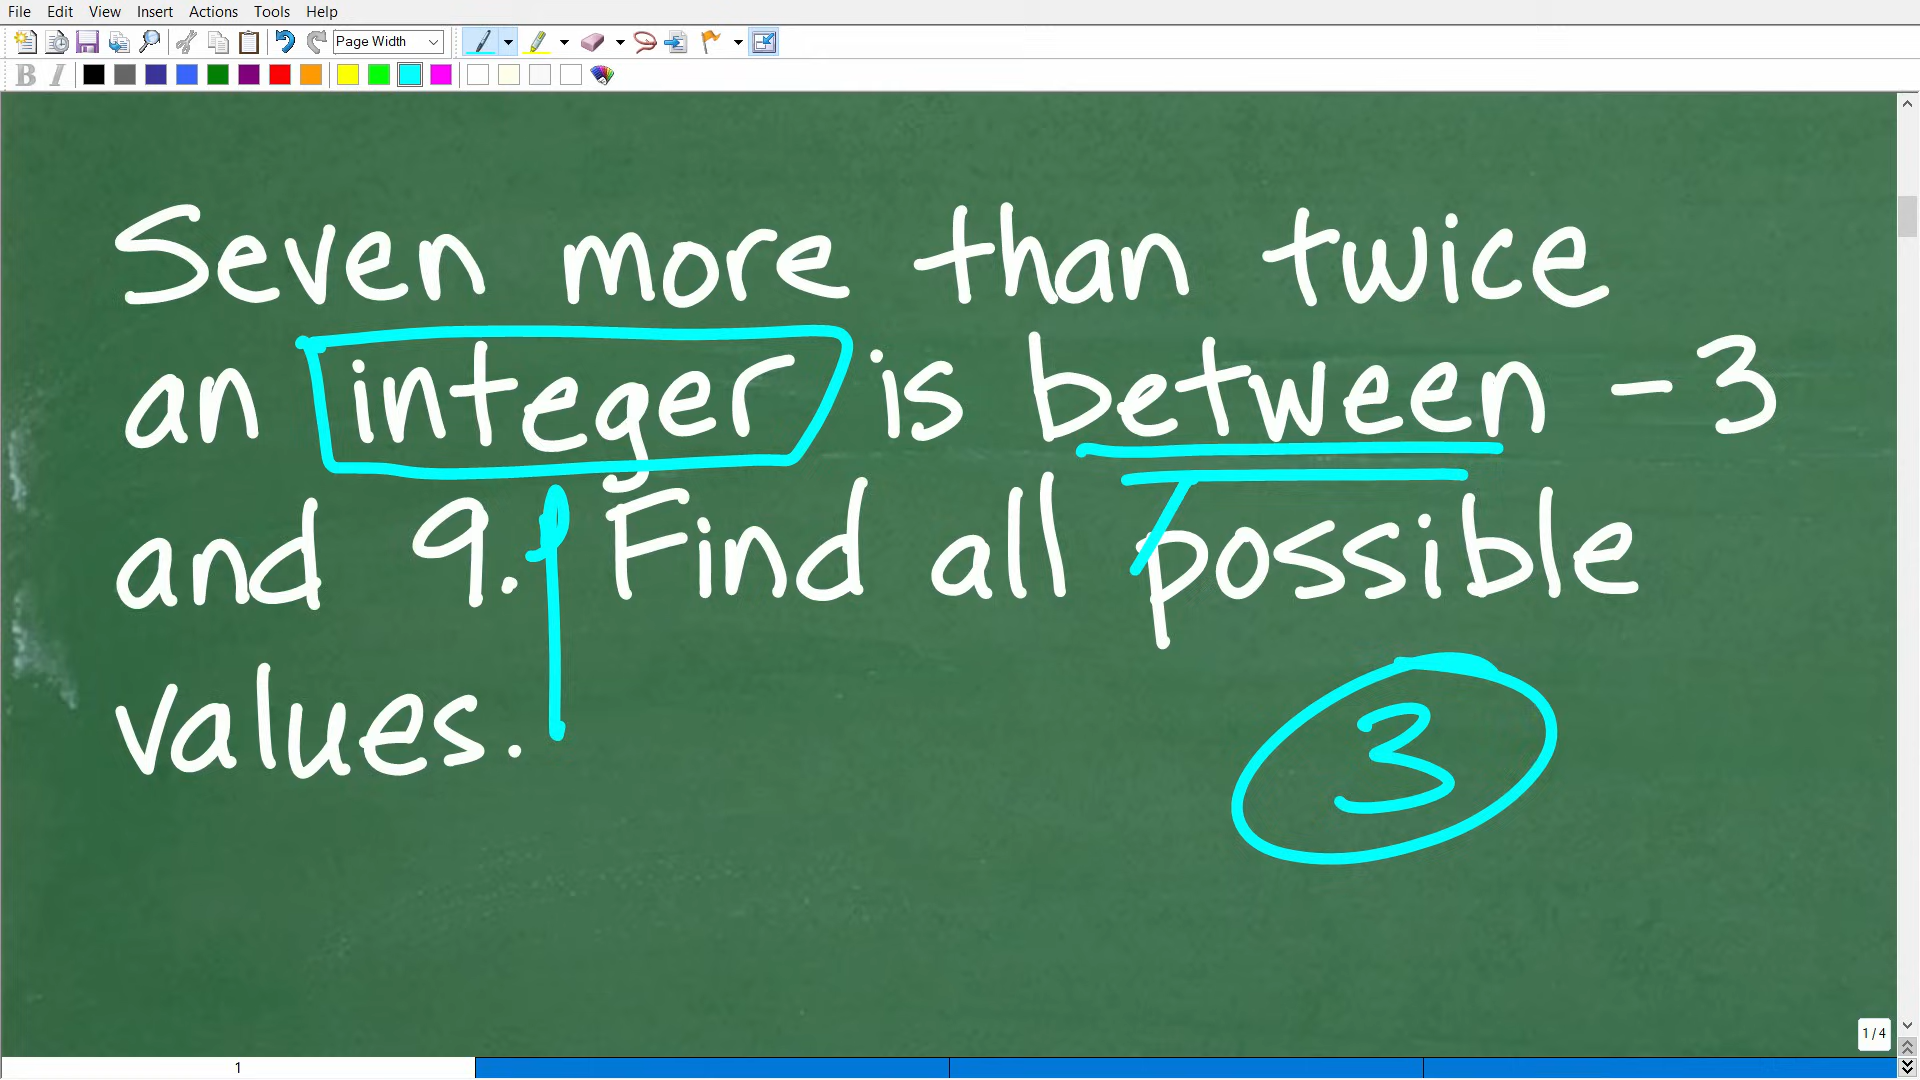 File Edit View Insert Actions Tools Help
Page Width
B I
Seven more than twice
an integer is between -3
and 9. Find all possible
values.
3
1 / 4
1